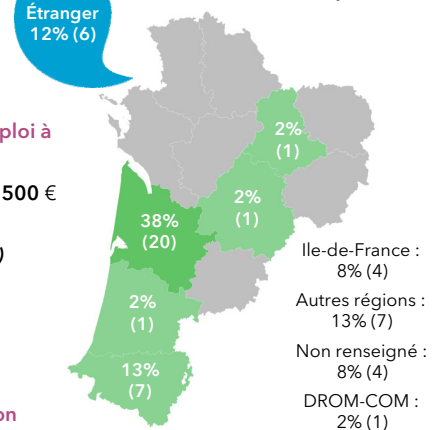 Étranger
12% (6)
ploi à
500 €
)
2%
(1)
2%
(1)
38%
(20)
2%
(1)
13%
(7)
Ile-de-France :
8% (4)
Autres régions :
13% (7)
Non renseigné :
8% (4)
DROM-COM :
2% (1)
on